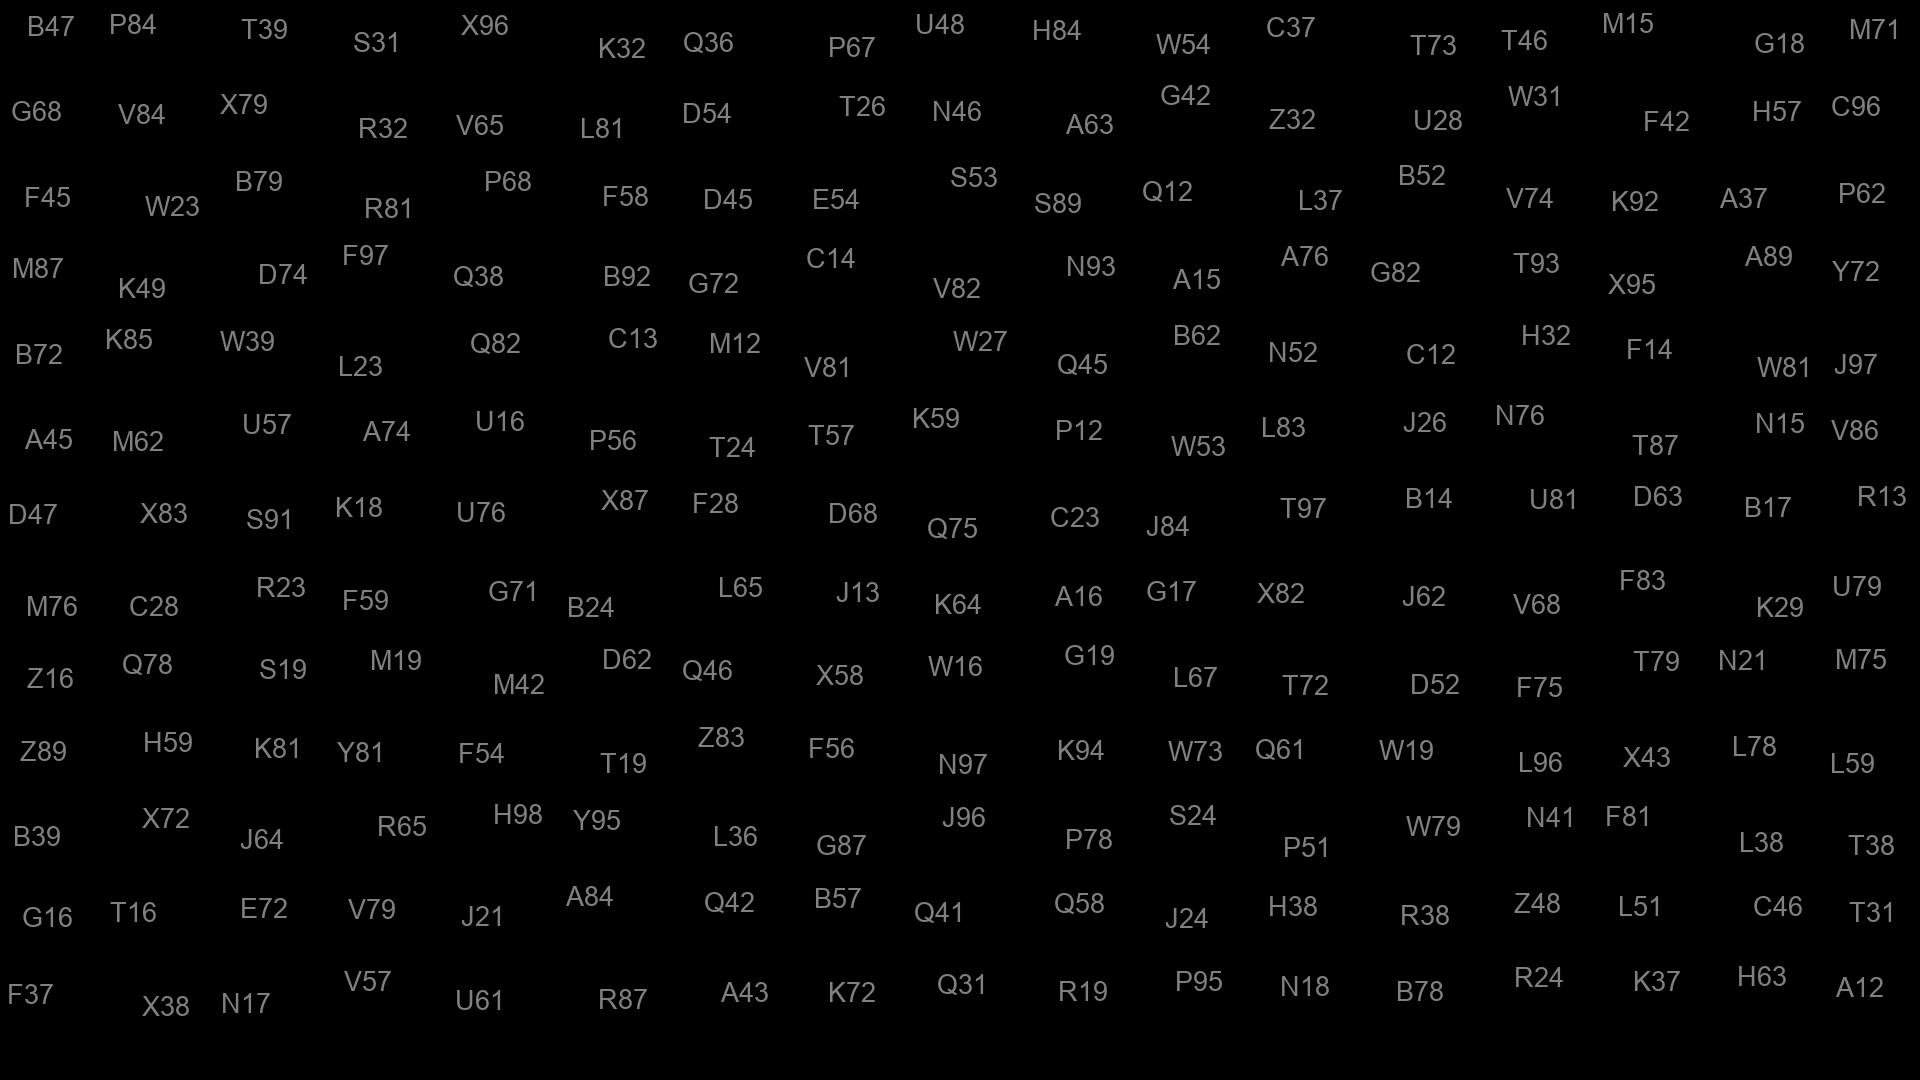 B47 P84 T39 S31 X96 K32 Q36 P67 U48 H84 W54 C37 T73 T46 M15 G18 M71
G68 V84 X79 R32 V65 L81 D54 T26 N46 A63 G42 Z32 U28 W31 F42 H57 C96
F45 W23 B79 R81 P68 F58 D45 E54 S53 S89 Q12 L37 B52 V74 K92 A37 P62
M87 K49 D74 F97 Q38 B92 G72 C14 V82 N93 A15 A76 G82 T93 X95 A89 Y72
B72 K85 W39 L23 Q82 C13 M12 V81 W27 Q45 B62 N52 C12 H32 F14 W81 J97
A45 M62 U57 A74 U16 P56 T24 T57 K59 P12 W53 L83 J26 N76 T87 N15 V86
D47 X83 S91 K18 U76 X87 F28 D68 Q75 C23 J84 T97 B14 U81 D63 B17 R13
M76 C28 R23 F59 G71 B24 L65 J13 K64 A16 G17 X82 J62 V68 F83 K29 U79
Z16 Q78 S19 M19 M42 D62 Q46 X58 W16 G19 L67 T72 D52 F75 T79 N21 M75
Z89 H59 K81 Y81 F54 T19 Z83 F56 N97 K94 W73 Q61 W19 L96 X43 L78 L59
B39 X72 J64 R65 H98 Y95 L36 G87 J96 P78 S24 P51 W79 N41 F81 L38 T38
G16 T16 E72 V79 J21 A84 Q42 B57 Q41 Q58 J24 H38 R38 Z48 L51 C46 T31
F37 X38 N17 V57 U61 R87 A43 K72 Q31 R19 P95 N18 B78 R24 K37 H63 A12